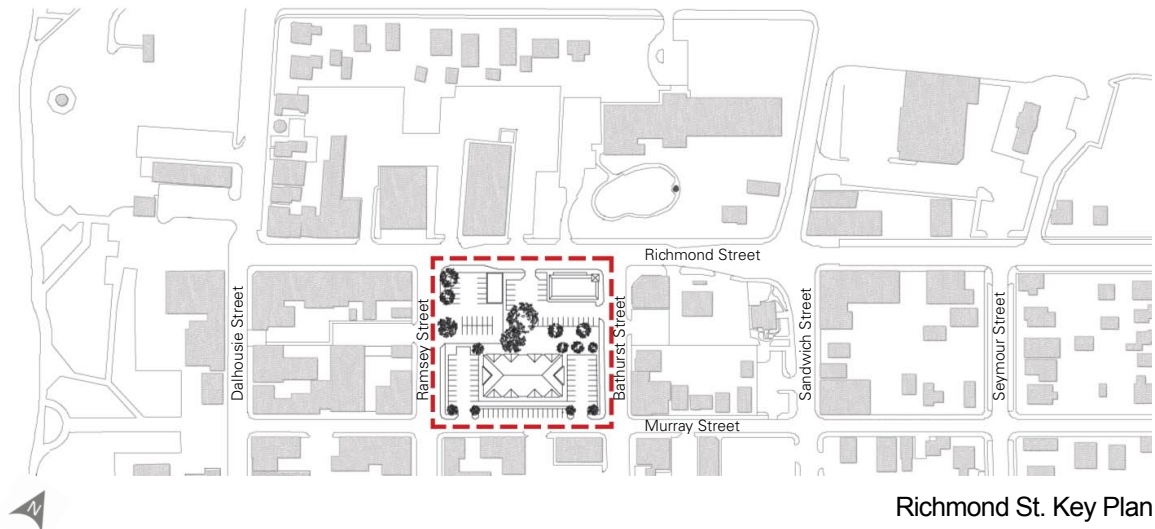 Richmond Street
Dalhousie Street
Ramsey Street
Bathurst Street
Sandwich Street
Seymour Street
Murray Street
N
Richmond St. Key Plan